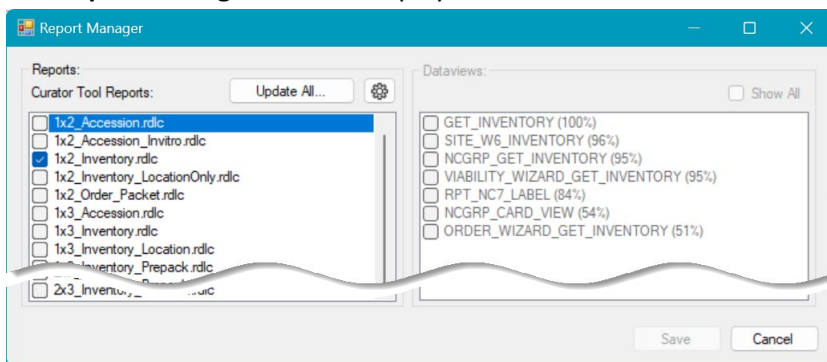 Report Manager
Reports:
Curator Tool Reports:
Update All...
1x2_Accession.rdlc
1x2_Accession_Invitro.rdlc
1x2_Inventory.rdlc
1x2_Inventory_LocationOnly.rdlc
1x2_Order_Packet.rdlc
1x3_Accession.rdlc
1x3_Inventory.rdlc
1x3_Inventory_Location.rdlc
Inventory_Prepack.rdlc
Dataviews:
Show All
GET_INVENTORY (100%)
SITE_W6_INVENTORY (96%)
NCGRP_GET_INVENTORY (95%)
VIABILITY_WIZARD_GET_INVENTORY (95%)
RPT_NC7_LABEL (84%)
NCGRP_CARD_VIEW (54%)
ORDER_WIZARD_GET_INVENTORY (51%)
Save
Cancel